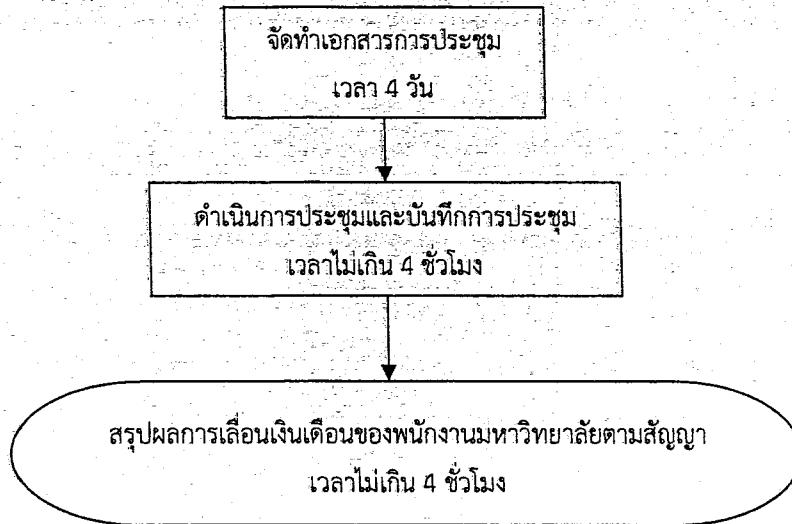 จัดทำเอกสารการประชุม
เวลา 4 วัน
ดำเนินการประชุมและบันทึกการประชุม
เวลาไม่เกิน 4 ชั่วโมง
สรุปผลการเลื่อนเงินเดือนของพนักงานมหาวิทยาลัยตามสัญญา
เวลาไม่เกิน 4 ชั่วโมง